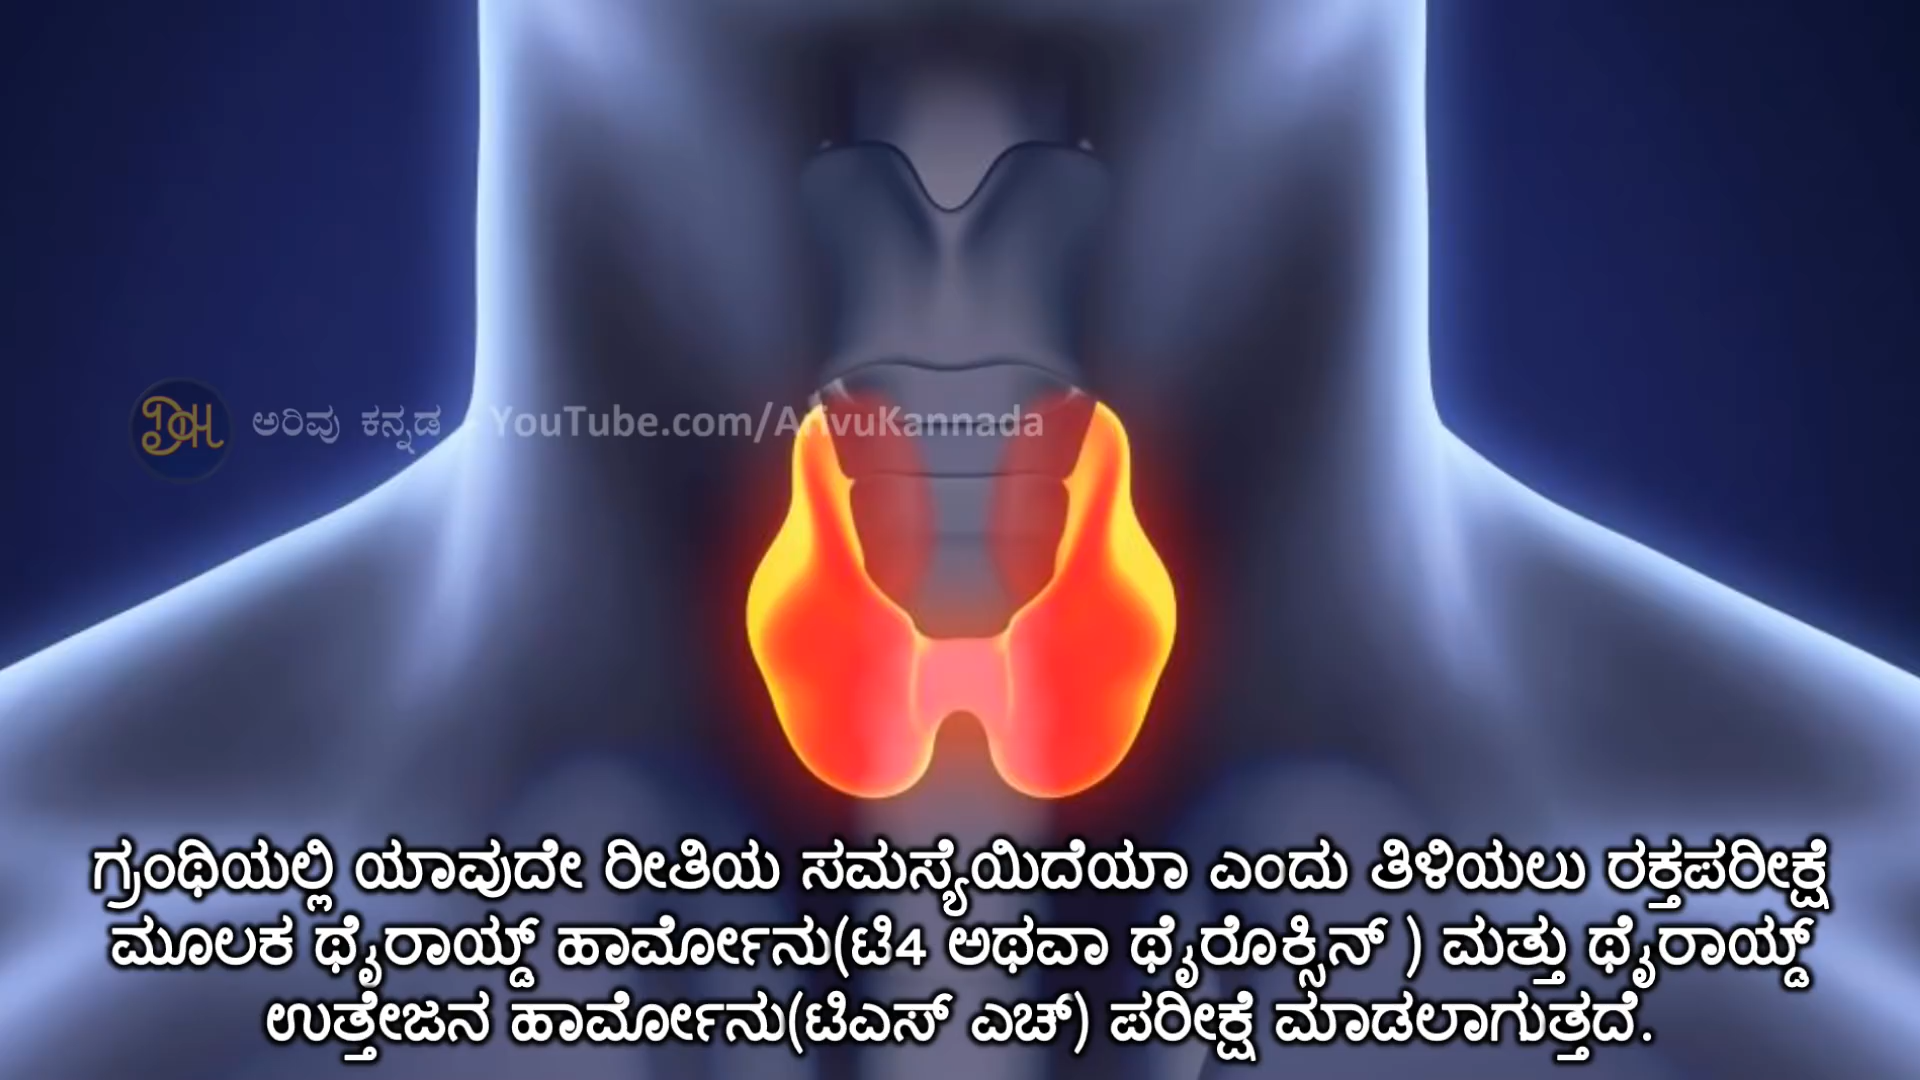 ಅರಿವು ಕನ್ನಡ - YouTube.com/ArivuKannada
ಗ್ರಂಥಿಯಲ್ಲಿ ಯಾವುದೇ ರೀತಿಯ ಸಮಸ್ಯೆಯಿದೆಯಾ ಎಂದು ತಿಳಿಯಲು ರಕ್ತಪರೀಕ್ಷೆ
ಮೂಲಕ ಥೈರಾಯ್ಡ್ ಹಾರ್ಮೋನು(ಟಿ4 ಅಥವಾ ಥೈರೊಕ್ಸಿನ್ ) ಮತ್ತು ಥೈರಾಯ್ಡ್
ಉತ್ತೇಜನ ಹಾರ್ಮೋನು(ಟಿಎಸ್ ಎಚ್) ಪರೀಕ್ಷೆ ಮಾಡಲಾಗುತ್ತದೆ.